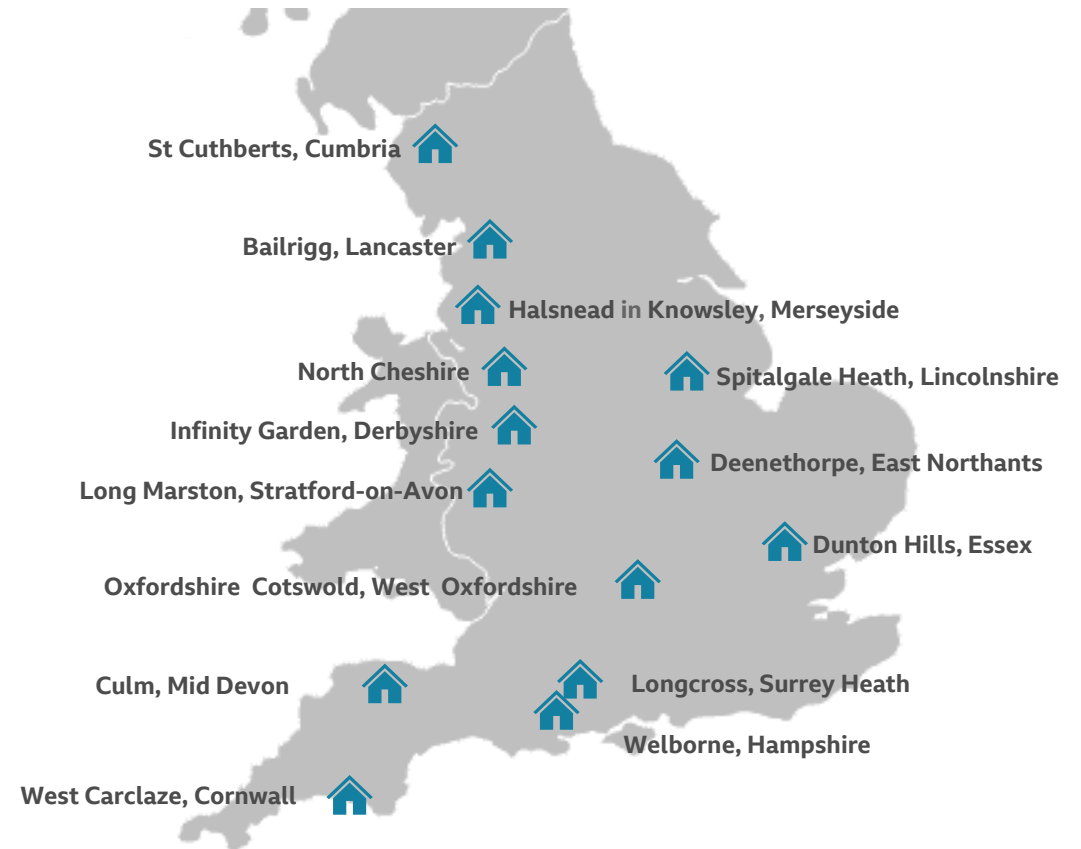 St Cuthberts, Cumbria
Bailrigg, Lancaster
Halsnead in Knowsley, Merseyside
North Cheshire
Spitalgale Heath, Lincolnshire
Infinity Garden, Derbyshire
Deenethorpe, East Northants
Long Marston, Stratford-on-Avon
Dunton Hills, Essex
Oxfordshire Cotswold, West Oxfordshire
Culm, Mid Devon
Longcross, Surrey Heath
Welborne, Hampshire
West Carclaze, Cornwall